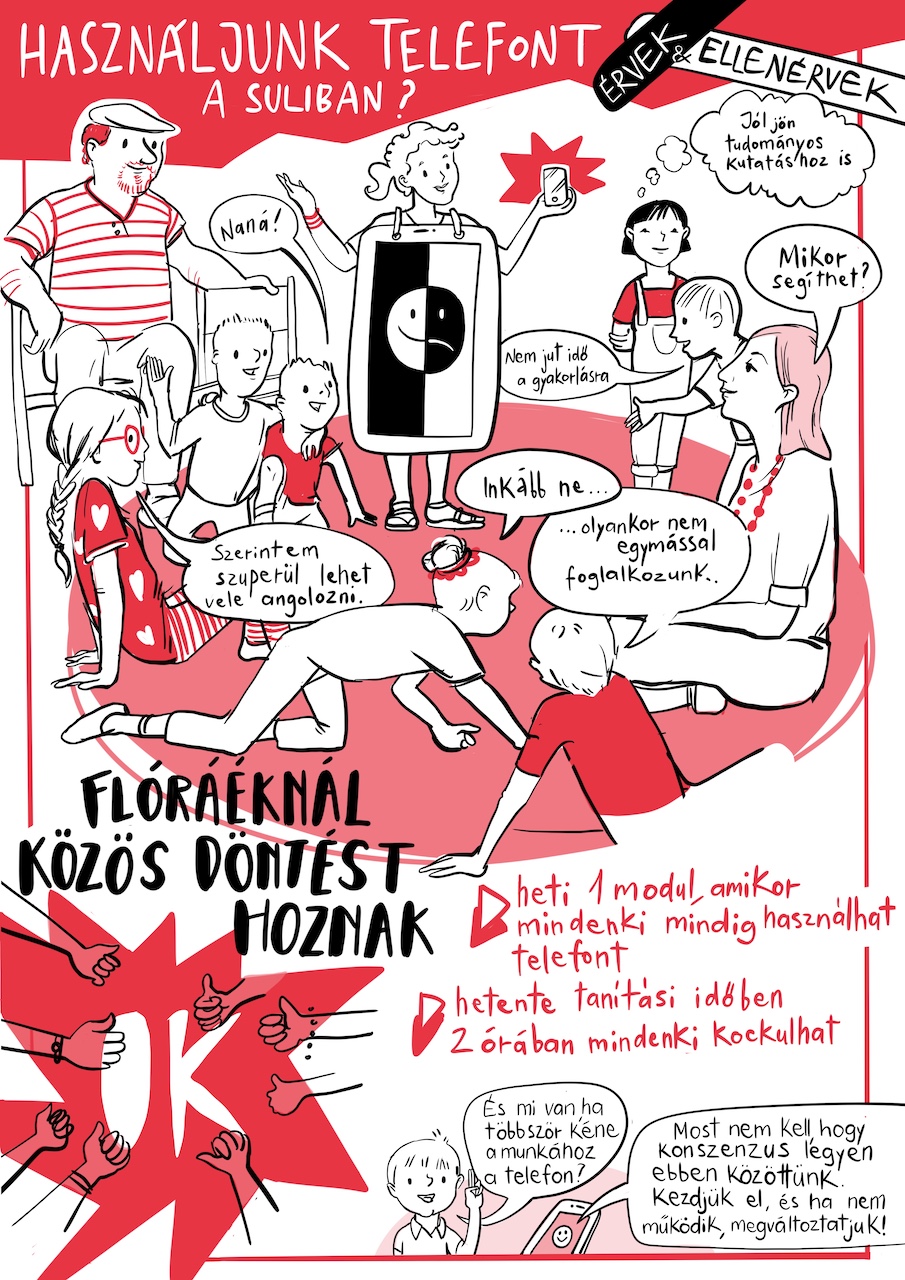 HASZNÁLJUNK TELEFONT
A SULIBAN?
ÉRVEK
& ELLENÉRVEK
Jól jön
tudományos
kutatáshoz is
Naná!
Mikor
segíthet?
Nem jut idő
a gyakorlásra
Inkább ne...
...olyankor nem
egymással
foglalkozunk..
Szerintem
szuperül lehet
vele angolozni.
FLÓRÁÉKNÁL
KÖZÖS DÖNTÉST
HOZNAK
heti 1 modul, amikor
mindenki mindig használhat
telefont
hetente tanítási időben
2 órában mindenki kockulhat
OK
És mi van ha
többször kéne
a munkához
a telefon?
Most nem kell hogy
konszenzus legyen
ebben közöttünk.
Kezdjük el, és ha nem
működik, megváltoztatjuk!